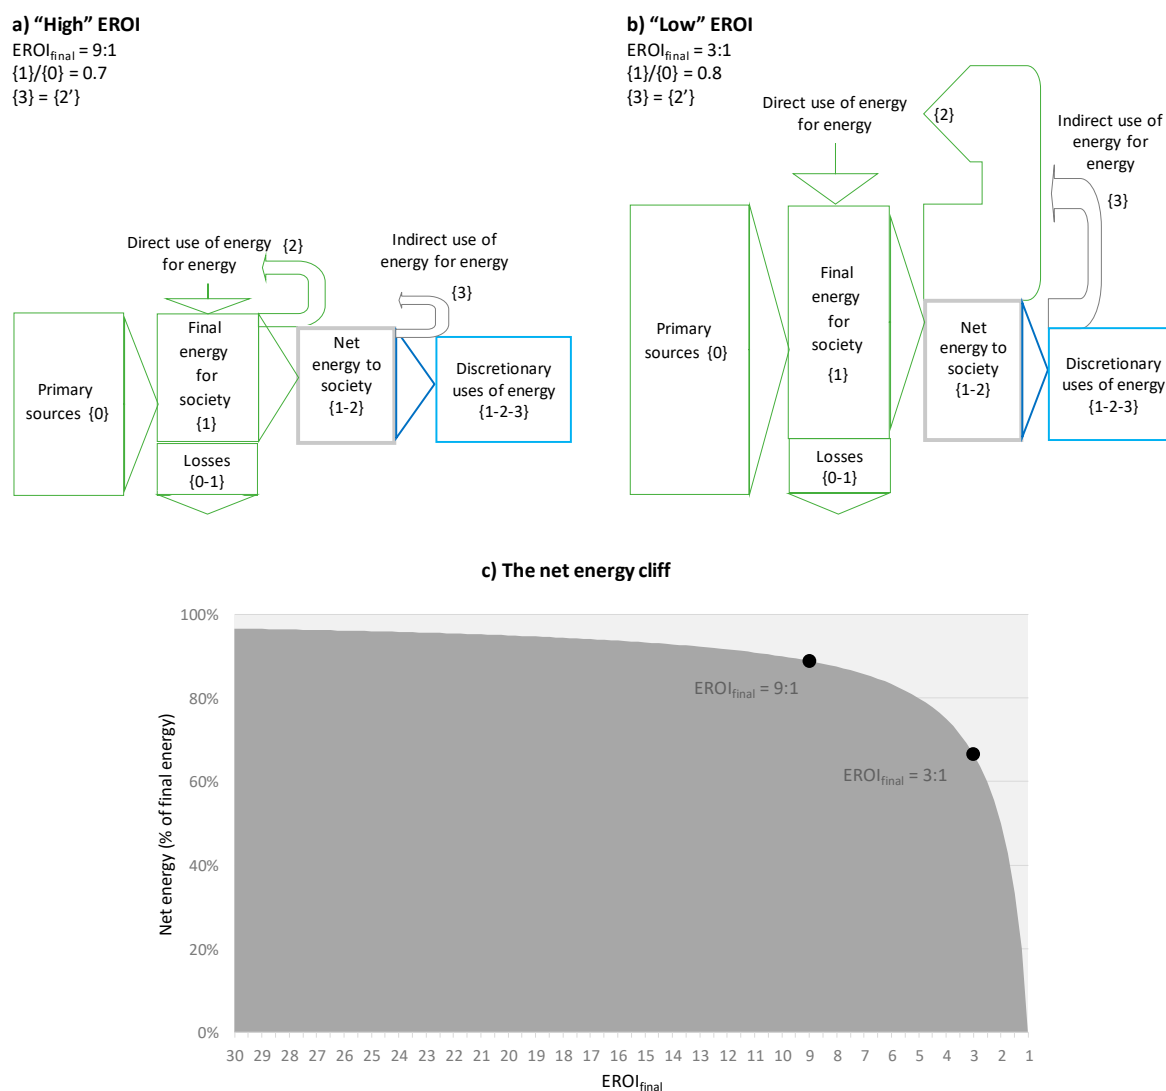 a) “High” EROI
EROIfinal = 9:1
{1}/{0} = 0.7
{3} = {2’}
Direct use of energy {2}
for energy
Indirect use of
energy for energy
{3}
Primary
sources {0}
Final
energy
for
society
{1}
Losses
{0-1}
Net
energy to
society
{1-2}
Discretionary
uses of energy
{1-2-3}
b) “Low” EROI
EROIfinal = 3:1
{1}/{0} = 0.8
{3} = {2’}
Direct use of energy
for energy
{2}
Indirect use of
energy for
energy
{3}
Primary
sources {0}
Final
energy
for
society
{1}
Losses
{0-1}
Net
energy to
society
{1-2}
Discretionary
uses of energy
{1-2-3}
c) The net energy cliff
Net energy (% of final energy)
100%
80%
60%
40%
20%
0%
EROIfinal = 9:1
EROIfinal = 3:1
30 29 28 27 26 25 24 23 22 21 20 19 18 17 16 15 14 13 12 11 10 9 8 7 6 5 4 3 2 1
EROIfinal